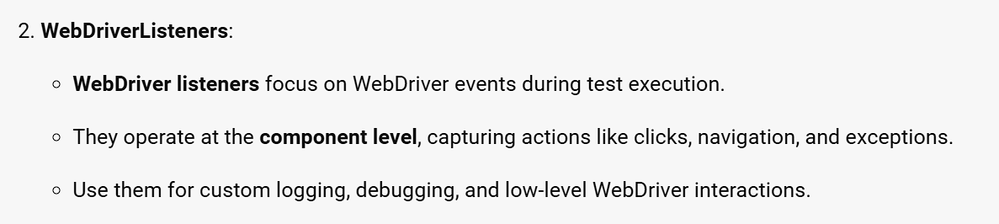 2. WebDriverListeners:
○ WebDriver listeners focus on WebDriver events during test execution.
○ They operate at the component level, capturing actions like clicks, navigation, and exceptions.
○ Use them for custom logging, debugging, and low-level WebDriver interactions.